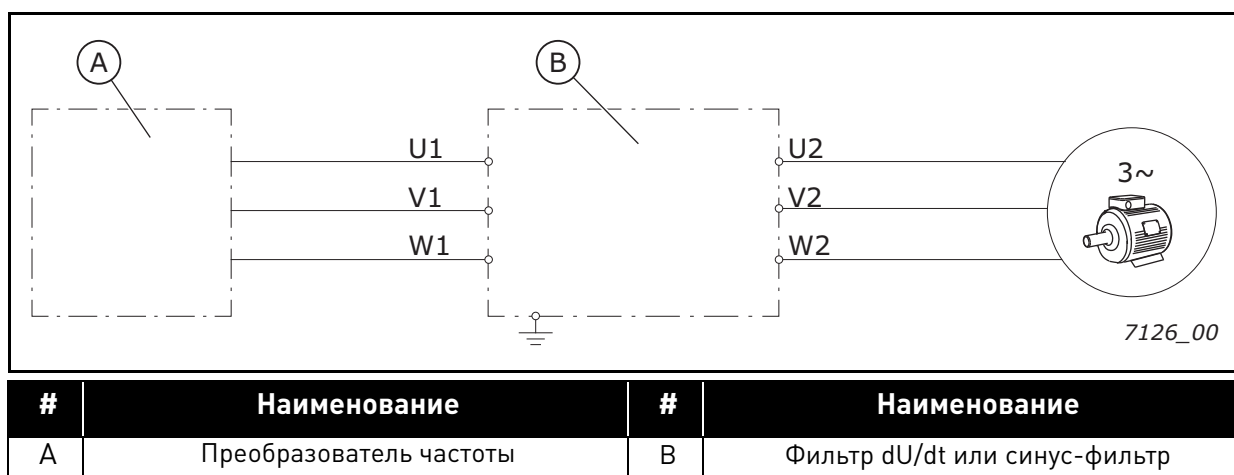 A
B
U1
U2
V1
V2
W1
W2
3~
7126_00
# Наименование # Наименование
A Преобразователь частоты B Фильтр dU/dt или синус-фильтр